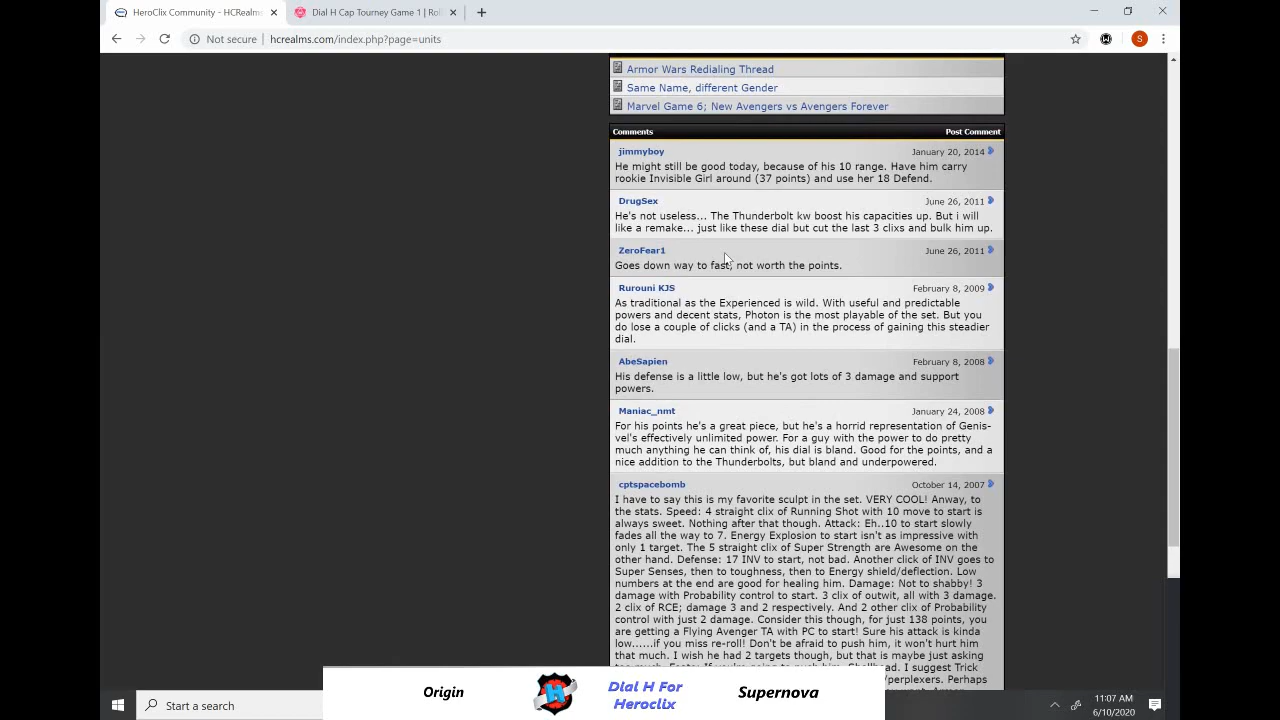 HeroClix Community - HCRealms
Dial H Cap Tourney Game 1 | Roll
Not secure
hcrealms.com/index.php?page=units
S
Armor Wars Redialing Thread
Same Name, different Gender
Marvel Game 6; New Avengers vs Avengers Forever
Comments
Post Comment
jimmyboy
January 20, 2014
He might still be good today, because of his 10 range. Have him carry
rookie Invisible Girl around (37 points) and use her 18 Defend.
DrugSex
June 26, 2011
He's not useless... The Thunderbolt kw boost his capacities up. But i will
like a remake... just like these dial but cut the last 3 clixs and bulk him up.
ZeroFear1
June 26, 2011
Goes down way to fast, not worth the points.
Rurouni KJS
February 8, 2009
As traditional as the Experienced is wild. With useful and predictable
powers and decent stats, Photon is the most playable of the set. But you
do lose a couple of clicks (and a TA) in the process of gaining this steadier
dial.
AbeSapien
February 8, 2008
His defense is a little low, but he's got lots of 3 damage and support
powers.
Maniac_nmt
January 24, 2008
For his points he's a great piece, but he's a horrid representation of Genis-
vel's effectively unlimited power. For a guy with the power to do pretty
much anything he can think of, his dial is bland. Good for the points, and a
nice addition to the Thunderbolts, but bland and underpowered.
cptspacebomb
October 14, 2007
I have to say this is my favorite sculpt in the set. VERY COOL! Anway, to
the stats. Speed: 4 straight clix of Running Shot with 10 move to start is
always sweet. Nothing after that though. Attack: Eh..10 to start slowly
fades all the way to 7. Energy Explosion to start isn't as impressive with
only 1 target. The 5 straight clix of Super Strength are Awesome on the
other hand. Defense: 17 INV to start, not bad. Another click of INV goes to
Super Senses, then to toughness, then to Energy shield/deflection. Low
numbers at the end are good for healing him. Damage: Not to shabby! 3
damage with Probability control to start. 3 clix of outwit, all with 3 damage.
2 clix of RCE; damage 3 and 2 respectively. And 2 other clix of Probability
control with just 2 damage. Consider this though, for just 138 points, you
are getting a Flying Avenger TA with PC to start! Sure his attack is kinda
low......if you miss re-roll! Don't be afraid to push him, it won't hurt him
that much. I wish he had 2 targets though, but that is maybe just asking
I suggest Trick
/perplexers. Perhaps
Origin
Dial H For
Heroclix
Supernova
Start a search
11:07 AM
6/10/2020